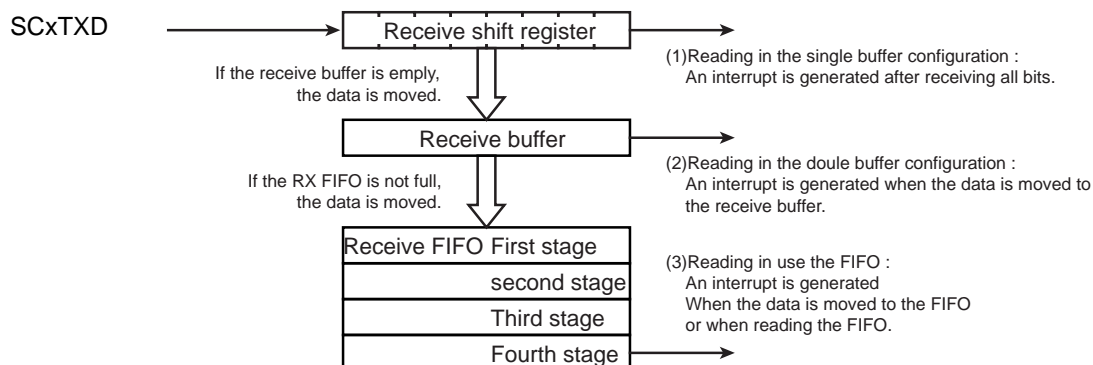 SCxTXD
Receive shift register
(1)Reading in the single buffer configuration :
An interrupt is generated after receiving all bits.
If the receive buffer is emply,
the data is moved.
Receive buffer
(2)Reading in the doule buffer configuration :
An interrupt is generated when the data is moved to
the receive buffer.
If the RX FIFO is not full,
the data is moved.
Receive FIFO First stage
second stage
Third stage
Fourth stage
(3)Reading in use the FIFO :
An interrupt is generated
When the data is moved to the FIFO
or when reading the FIFO.